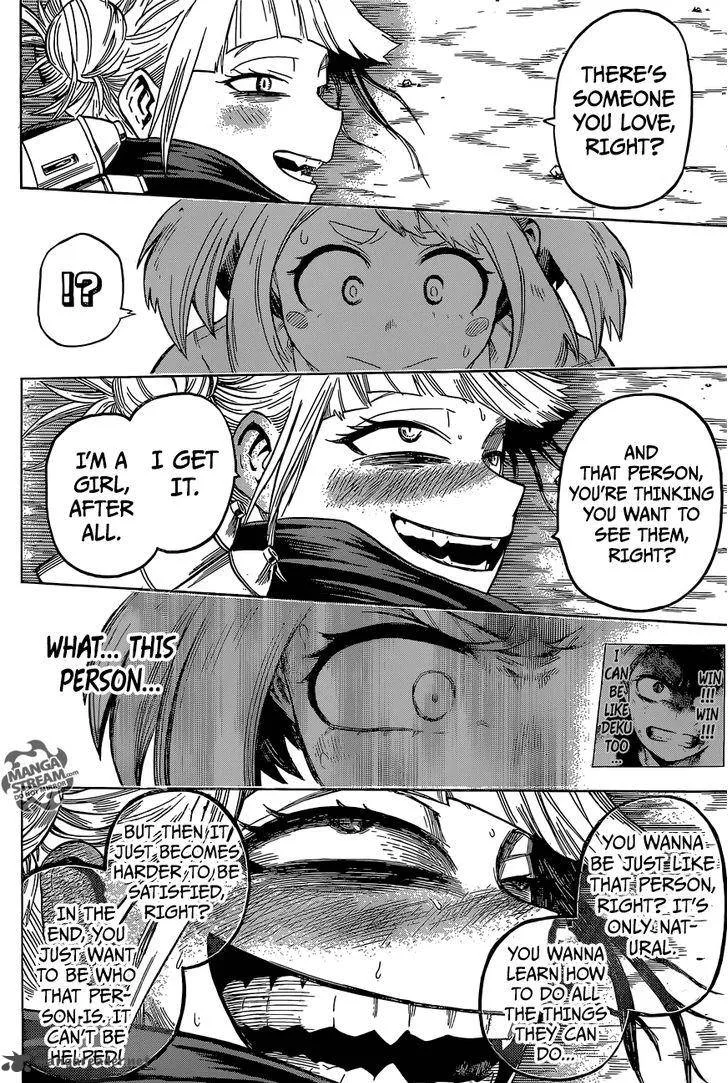 THERE'S
SOMEONE
YOU LOVE,
RIGHT?
!?
AND
THAT PERSON,
YOU'RE THINKING
YOU WANT TO
SEE THEM,
RIGHT?
I GET
IT.
I'M A
GIRL,
AFTER
ALL.
WIN
!!!
WIN!
!!!
I
CAN
BE
LIKE
DEKU
TOO...
WHAT... THIS
PERSON...
MANGA
STREAM.COM
YOU WANNA
BE JUST LIKE
THAT PERSON,
RIGHT? IT'S
ONLY NAT-
URAL.
YOU WANNA
LEARN HOW
TO DO ALL
THE THINGS
THEY CAN
DO...
BUT THEN IT
JUST BECOMES
HARDER TO BE
SATISFIED,
RIGHT?
IN THE
END, YOU
JUST WANT
TO BE WHO
THAT PER-
SON IS. IT
CAN'T BE
HELPED!